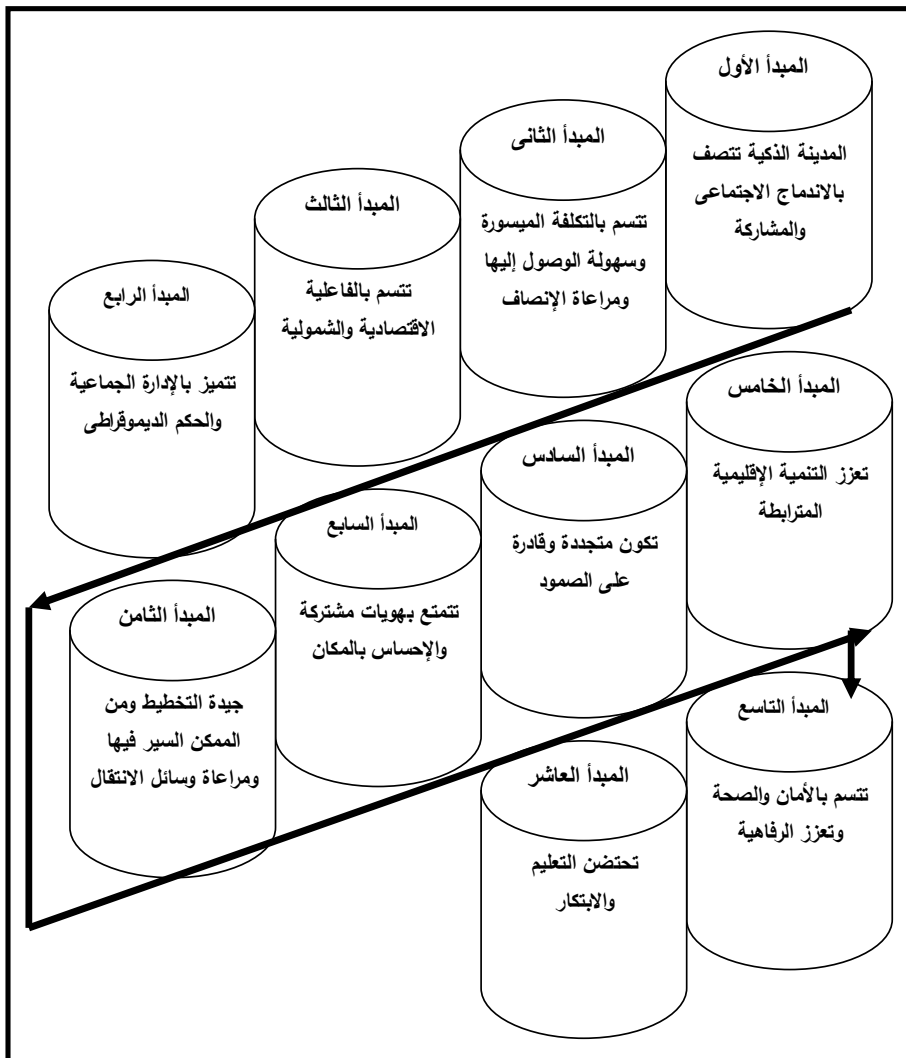 المبدأ الأول
المدينة الذكية تتصف
بالاندماج الاجتماعى
والمشاركة
المبدأ الثانى
تتسم بالتكلفة الميسورة
وسهولة الوصول إليها
ومراعاة الإنصاف
المبدأ الثالث
تتسم بالفاعلية
الاقتصادية والشمولية
المبدأ الرابع
تتميز بالإدارة الجماعية
والحكم الديموقراطى
المبدأ الخامس
تعزز التنمية الإقليمية
المترابطة
المبدأ السادس
تكون متجددة وقادرة
على الصمود
المبدأ السابع
تتمتع بهويات مشتركة
والإحساس بالمكان
المبدأ الثامن
جيدة التخطيط ومن
الممكن السير فيها
ومراعاة وسائل الانتقال
المبدأ التاسع
تتسم بالأمان والصحة
وتعزز الرفاهية
المبدأ العاشر
تحتضن التعليم
والابتكار